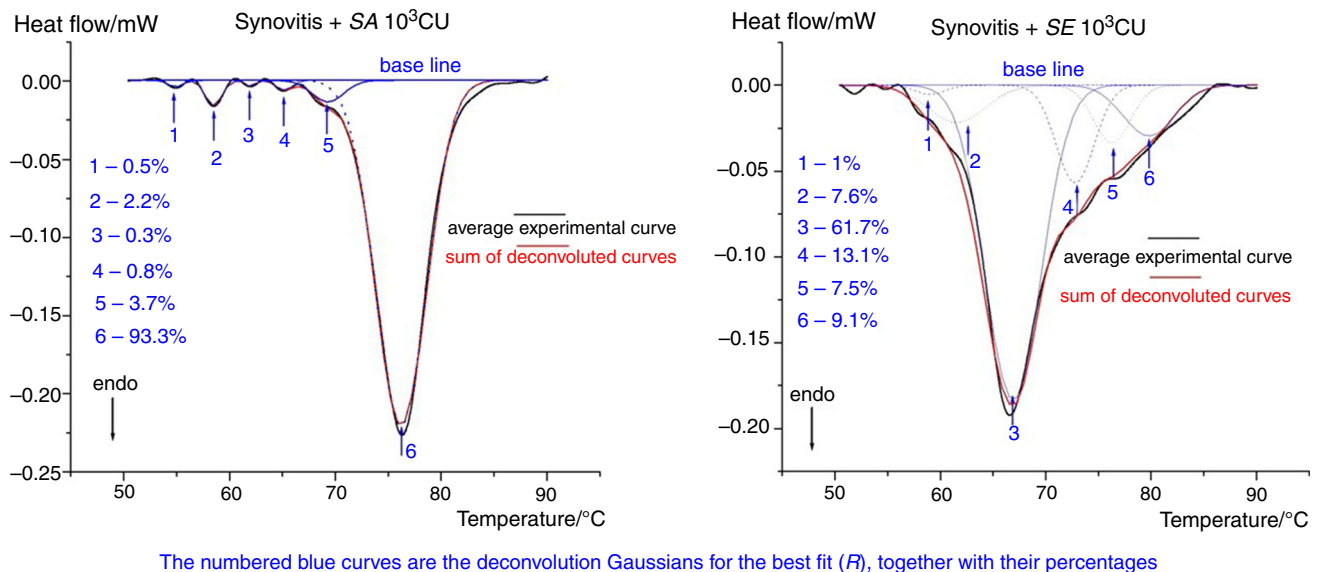 Heat flow/mW
Synovitis + SA 10³CU
base line
0.00
−0.05
−0.10
−0.15
−0.20
−0.25
1
2
3
4
5
6
1 – 0.5%
2 – 2.2%
3 – 0.3%
4 – 0.8%
5 – 3.7%
6 – 93.3%
average experimental curve
sum of deconvoluted curves
endo
50
60
70
80
90
Temperature/°C
Heat flow/mW
Synovitis + SE 10³CU
base line
0.00
−0.05
−0.10
−0.15
−0.20
1
2
3
4
5
6
1 – 1%
2 – 7.6%
3 – 61.7%
4 – 13.1%
5 – 7.5%
6 – 9.1%
average experimental curve
sum of deconvoluted curves
endo
50
60
70
80
90
Temperature/°C
The numbered blue curves are the deconvolution Gaussians for the best fit (R), together with their percentages